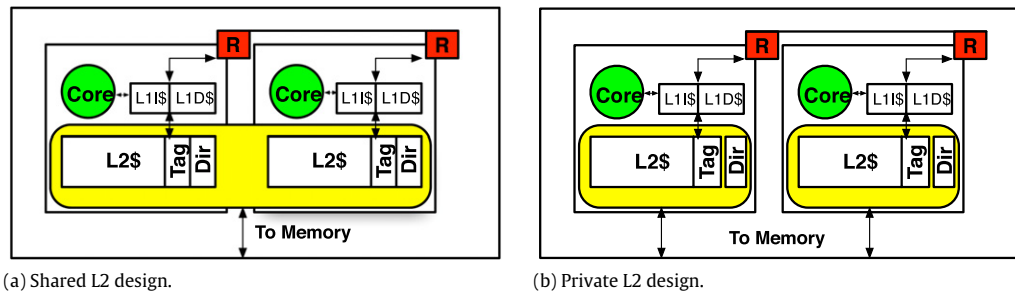 R
R
Core
L1I$
L1D$
Core
L1I$
L1D$
L2$
Tag
Dir
L2$
Tag
Dir
To Memory
(a) Shared L2 design.
R
R
Core
L1I$
L1D$
Core
L1I$
L1D$
L2$
Tag
Dir
L2$
Tag
Dir
To Memory
(b) Private L2 design.